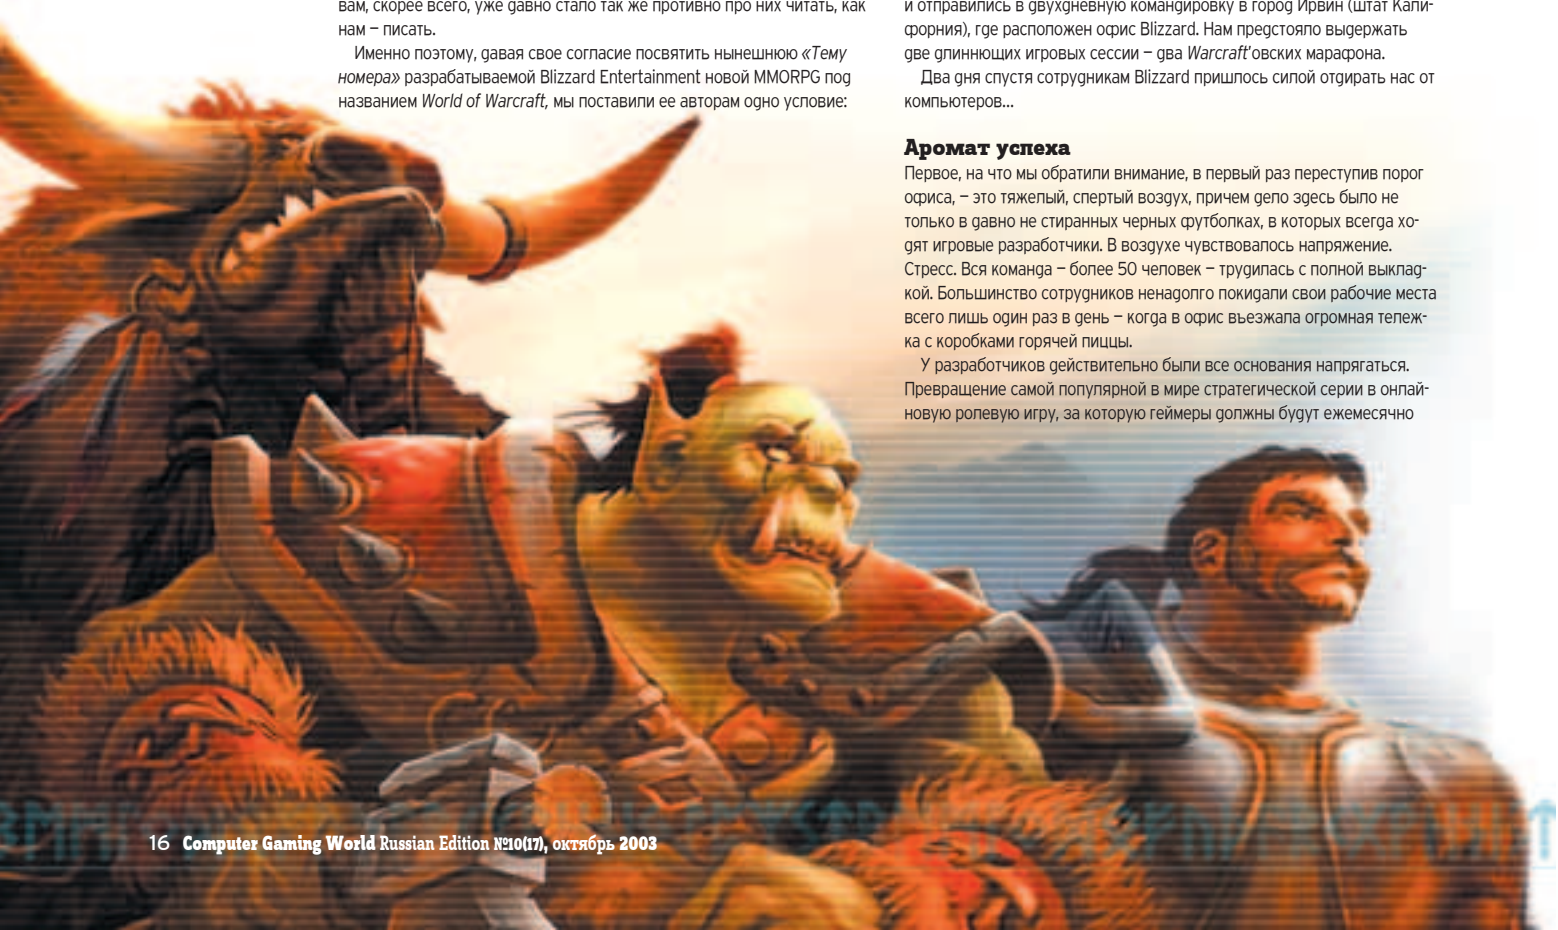 вам, скорее всего, уже давно стало так же противно про них читать, как
нам – писать.
Именно поэтому, давая свое согласие посвятить нынешнюю «Тему
номера» разрабатываемой Blizzard Entertainment новой MMORPG под
названием World of Warcraft, мы поставили ее авторам одно условие:
и отправились в двухдневную командировку в город Ирвин (штат Кали-
форния), где расположен офис Blizzard. Нам предстояло выдержать
две длиннющих игровых сессии – два Warcraft'овских марафона.
Два дня спустя сотрудникам Blizzard пришлось силой отдирать нас от
компьютеров...
Аромат успеха
Первое, на что мы обратили внимание, в первый раз переступив порог
офиса, – это тяжелый, спертый воздух, причем дело здесь было не
только в давно не стиранных черных футболках, в которых всегда хо-
дят игровые разработчики. В воздухе чувствовалось напряжение.
Стресс. Вся команда – более 50 человек – трудилась с полной выклад-
кой. Большинство сотрудников ненадолго покидали свои рабочие места
всего лишь один раз в день – когда в офис въезжала огромная тележ-
ка с коробками горячей пиццы.
У разработчиков действительно были все основания напрягаться.
Превращение самой популярной в мире стратегической серии в онлай-
новую ролевую игру, за которую геймеры должны будут ежемесячно
16 Computer Gaming World Russian Edition №10(17), октябрь 2003